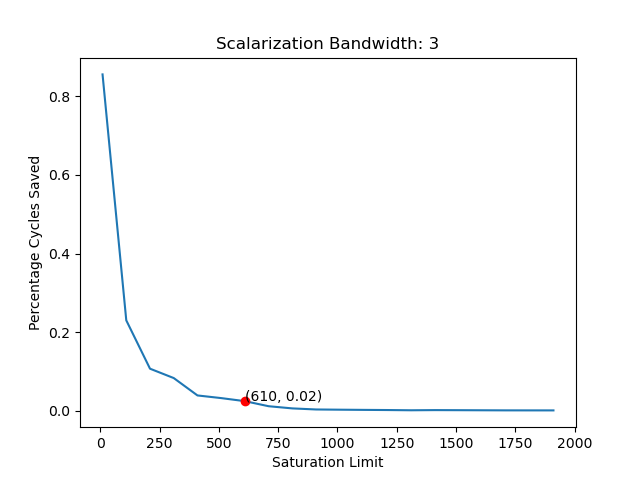 Scalarization Bandwidth: 3
Percentage Cycles Saved
0.8
0.6
0.4
0.2
0.0
(610, 0.02)
0 250 500 750 1000 1250 1500 1750 2000
Saturation Limit